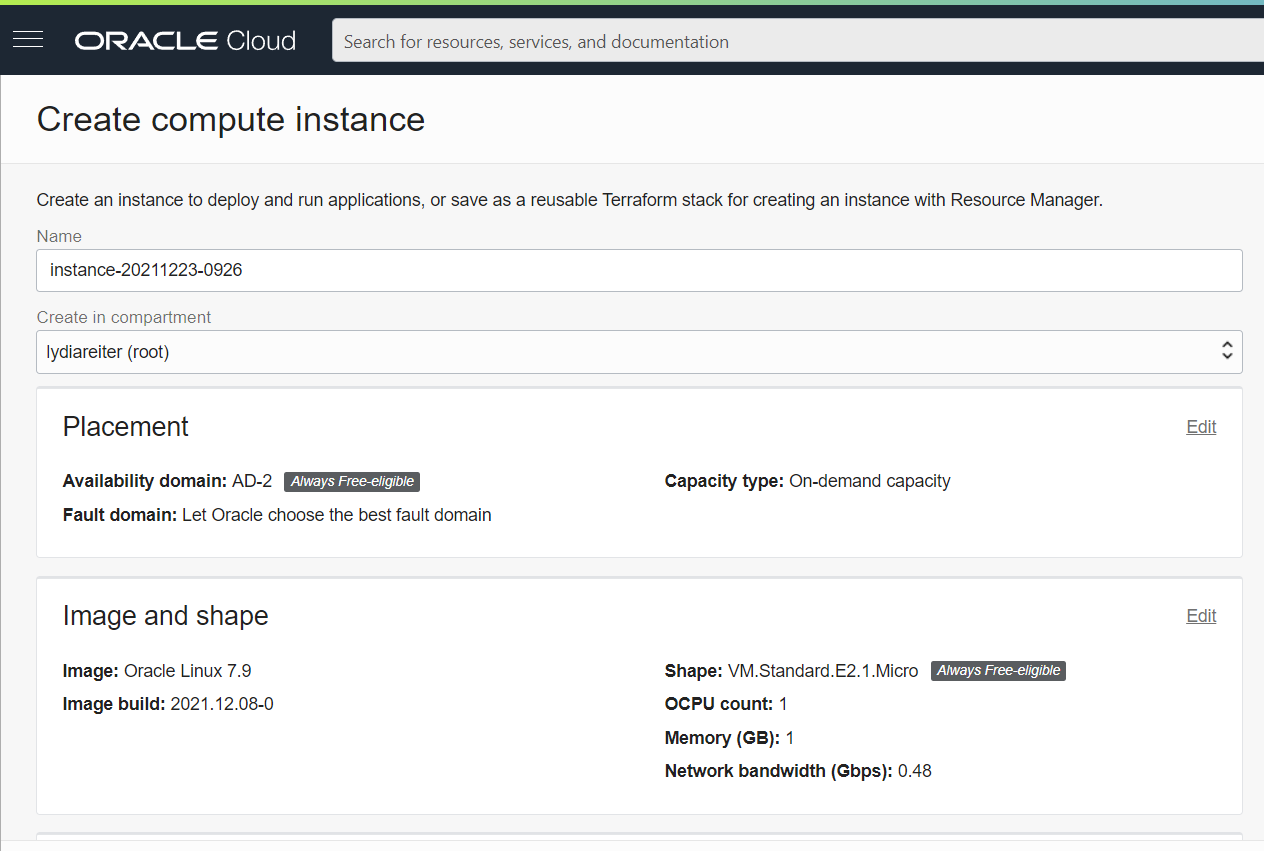 ORACLE Cloud
Search for resources, services, and documentation
Create compute instance
Create an instance to deploy and run applications, or save as a reusable Terraform stack for creating an instance with Resource Manager.
Name
instance-20211223-0926
Create in compartment
lydiareiter (root)
Placement
Edit
Availability domain: AD-2 Always Free-eligible
Capacity type: On-demand capacity
Fault domain: Let Oracle choose the best fault domain
Image and shape
Edit
Image: Oracle Linux 7.9
Image build: 2021.12.08-0
Shape: VM.Standard.E2.1.Micro Always Free-eligible
OCPU count: 1
Memory (GB): 1
Network bandwidth (Gbps): 0.48